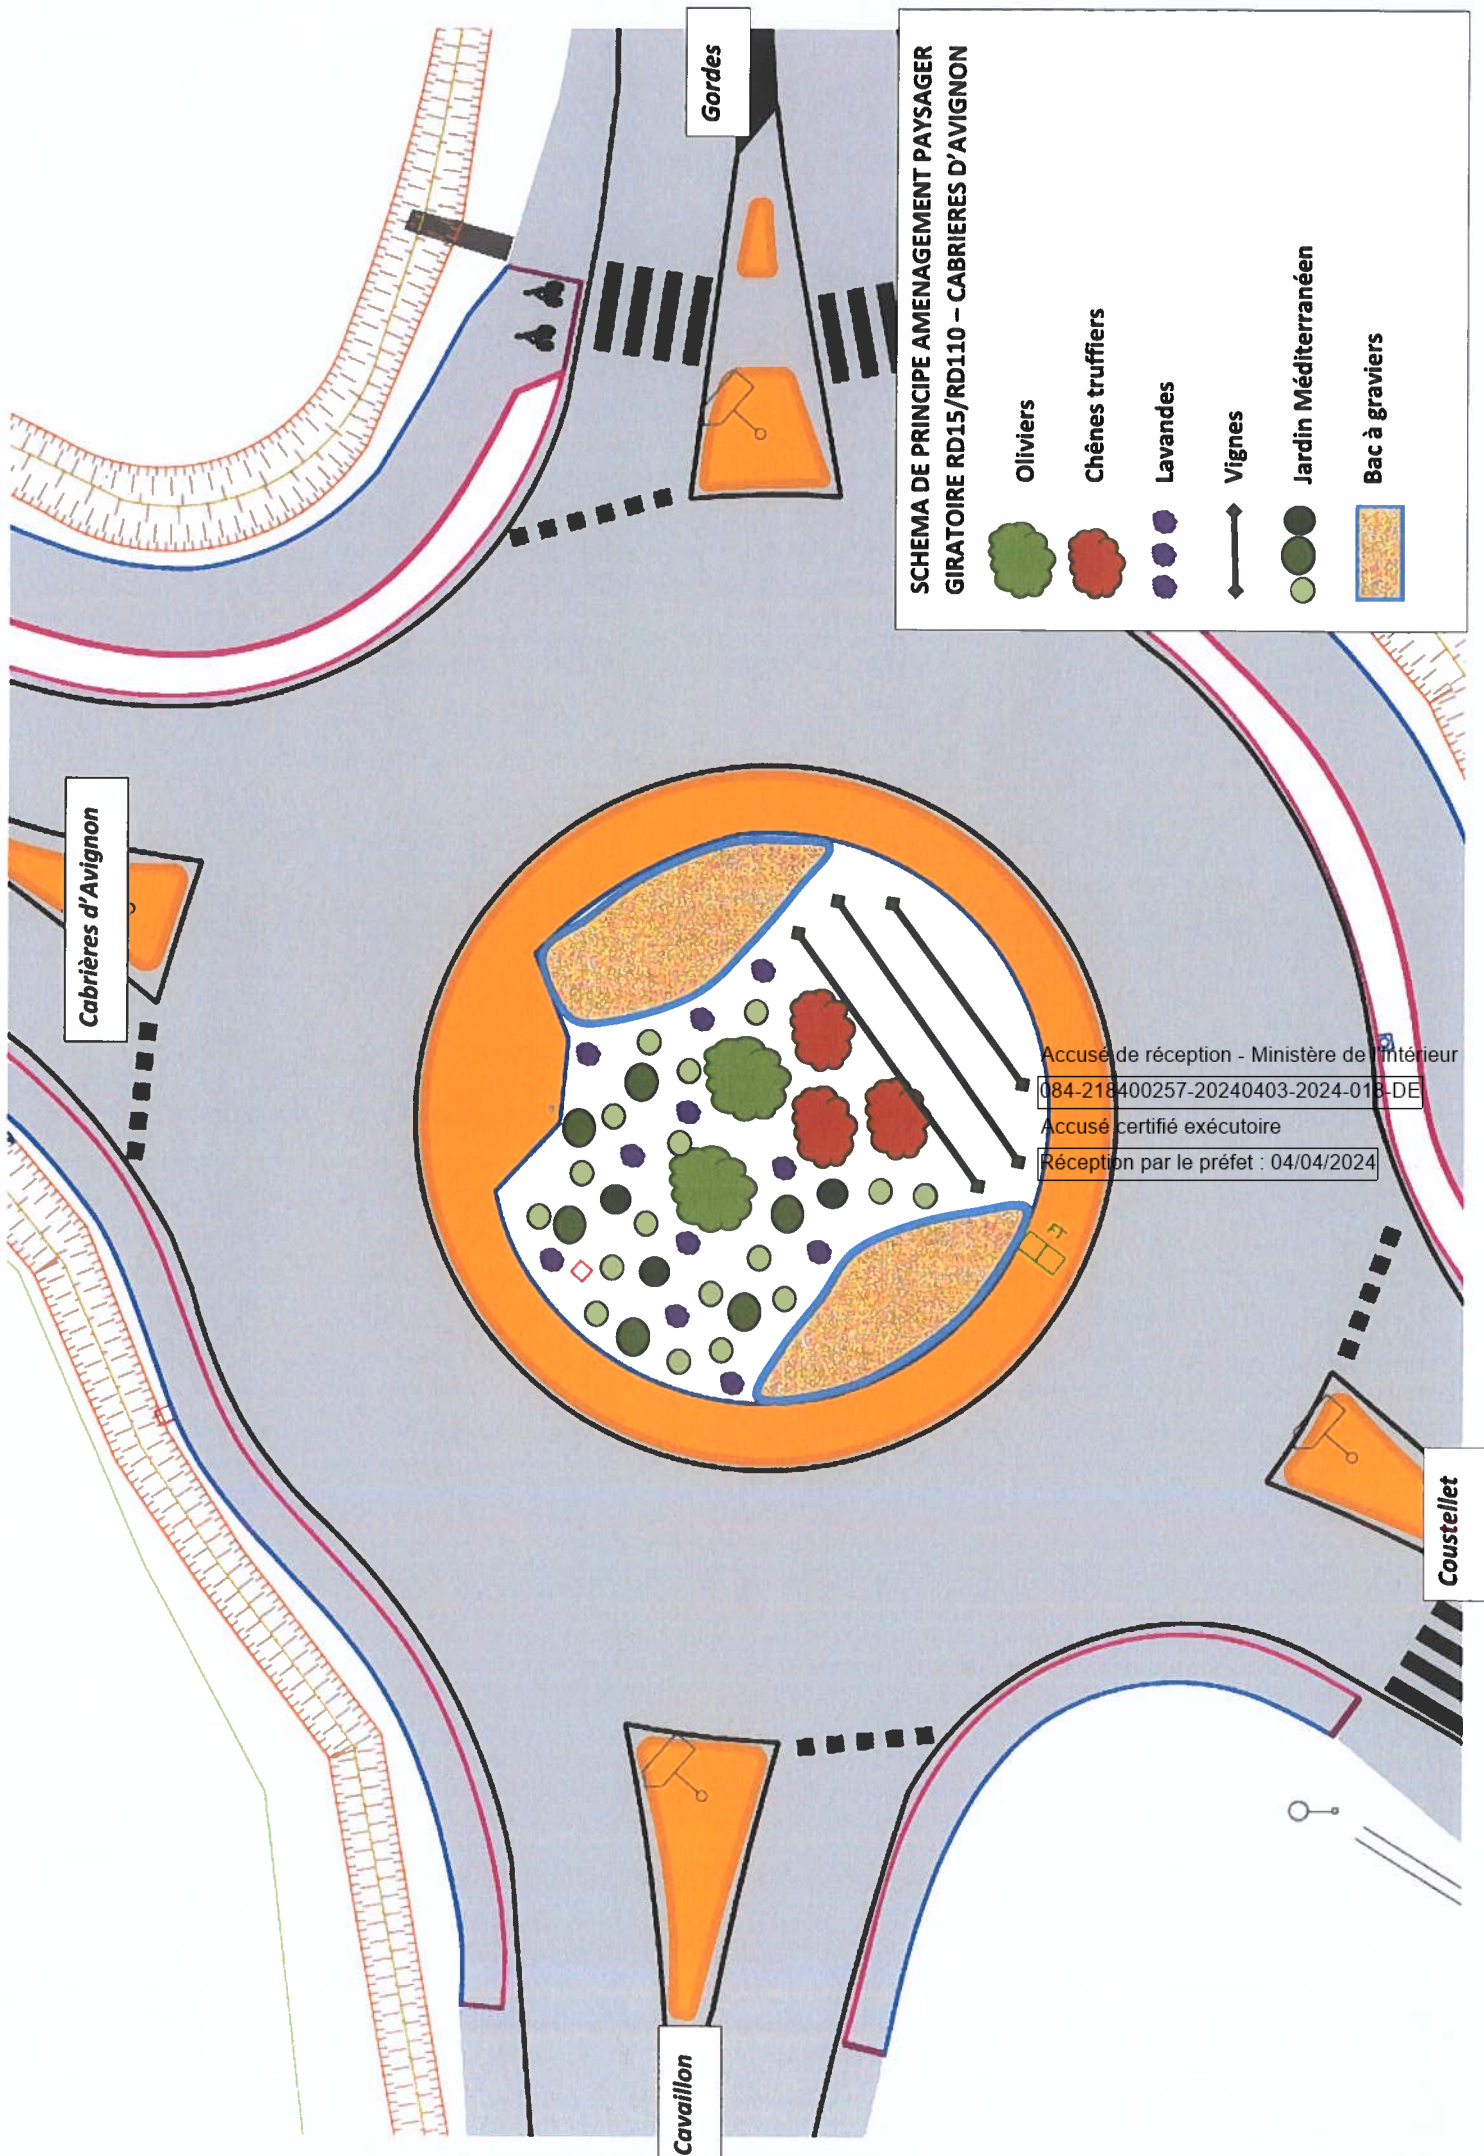 SCHEMA DE PRINCIPE AMENAGEMENT PAYSAGER
GIRATOIRE RD15/RD110 – CABRIERES D'AVIGNON
Oliviers
Chênes truffiers
Lavandes
Vignes
Jardin Méditerranéen
Bac à graviers
Gordes
Cabrières d'Avignon
Cavaillon
Coustellet
FT
Accusé de réception - Ministère de l'Intérieur
084-218400257-20240403-2024-018-DE
Accusé certifié exécutoire
Réception par le préfet : 04/04/2024